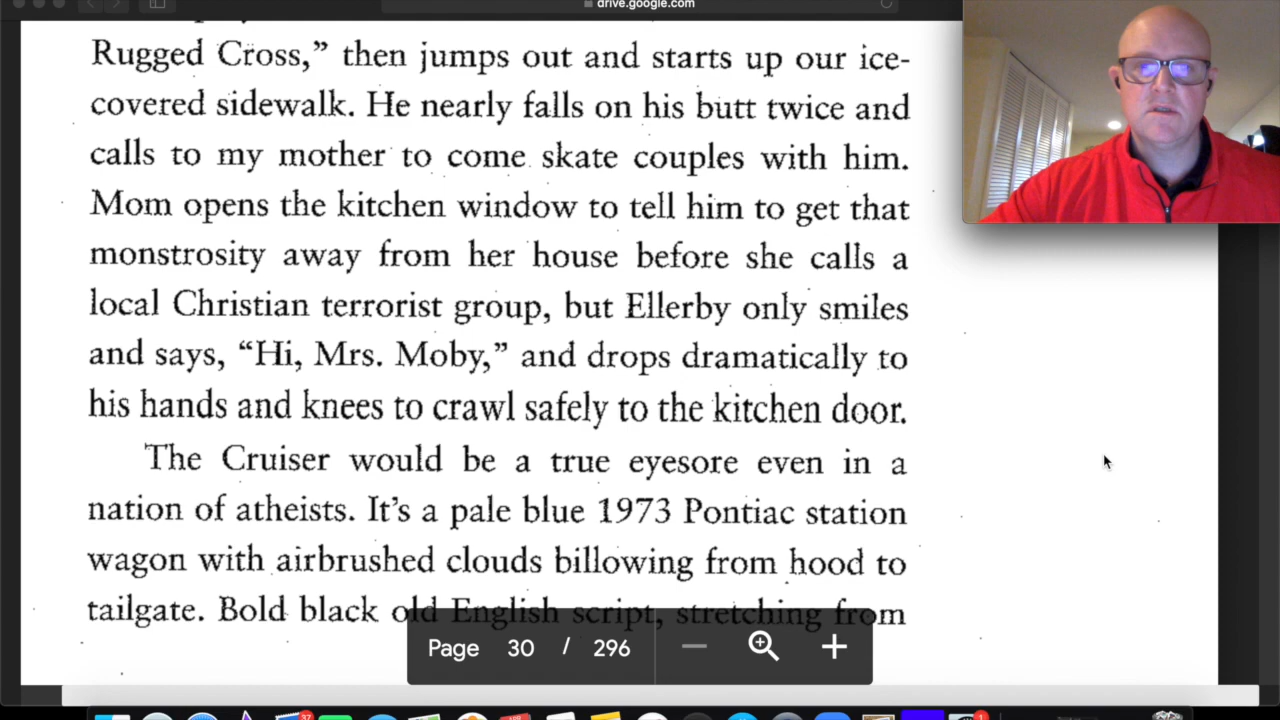 drive.google.com
Rugged Cross,” then jumps out and starts up our ice-
covered sidewalk. He nearly falls on his butt twice and
calls to my mother to come skate couples with him.
Mom opens the kitchen window to tell him to get that
monstrosity away from her house before she calls a
local Christian terrorist group, but Ellerby only smiles
and says, “Hi, Mrs. Moby,” and drops dramatically to
his hands and knees to crawl safely to the kitchen door.
The Cruiser would be a true eyesore even in a
nation of atheists. It’s a pale blue 1973 Pontiac station
wagon with airbrushed clouds billowing from hood to
tailgate. Bold black old English script, stretching from
Page 30 / 296
37
1